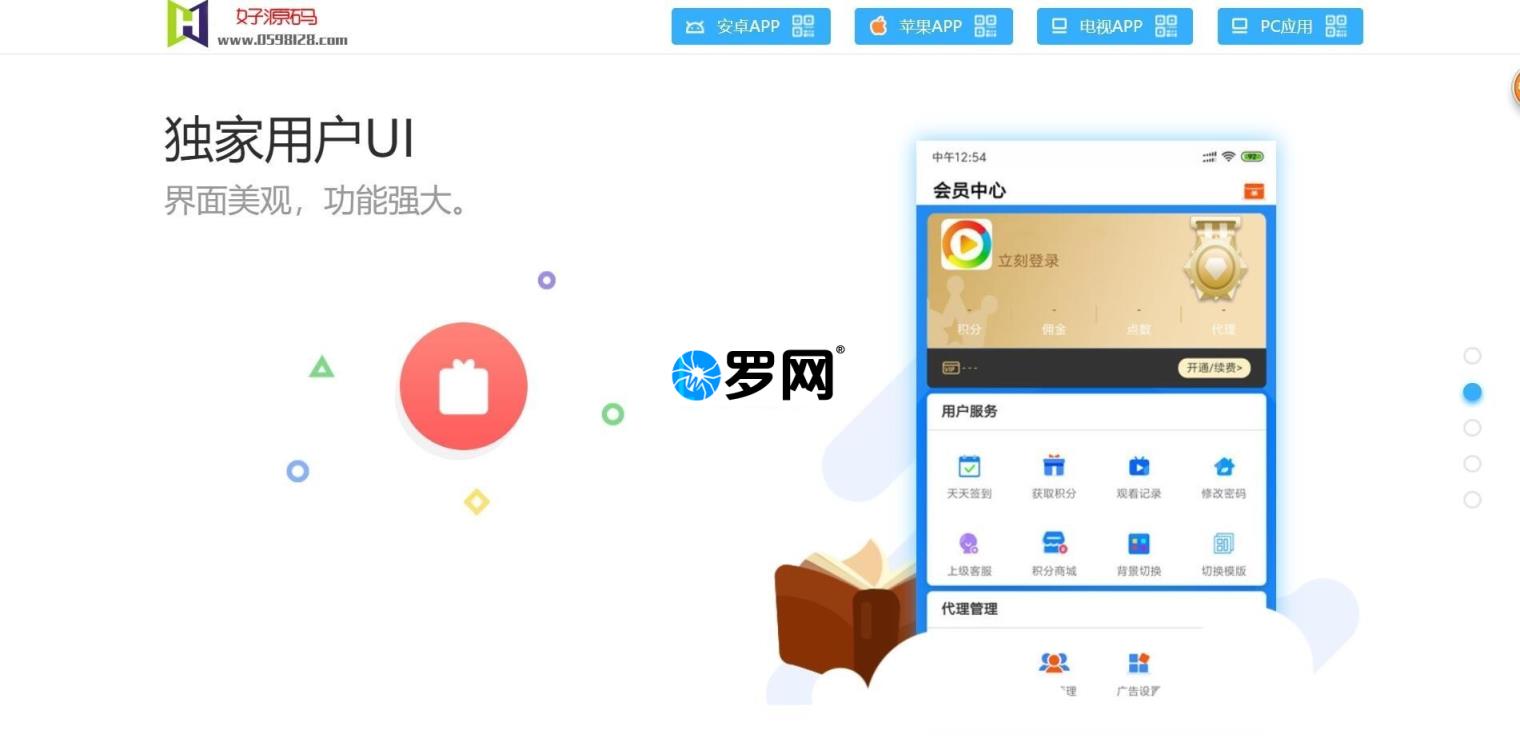 好源码
www.0598128.com
安卓APP
苹果APP
电视APP
PC应用
独家用户UI
界面美观，功能强大。
罗网®
中午12:54
92
会员中心
立刻登录
- - - -
积分 佣金 点数 代理
VIP ---
开通/续费>
用户服务
天天签到 获取积分 观看记录 修改密码
上级客服 积分商城 背景切换 切换模版
代理管理
理 广告设置